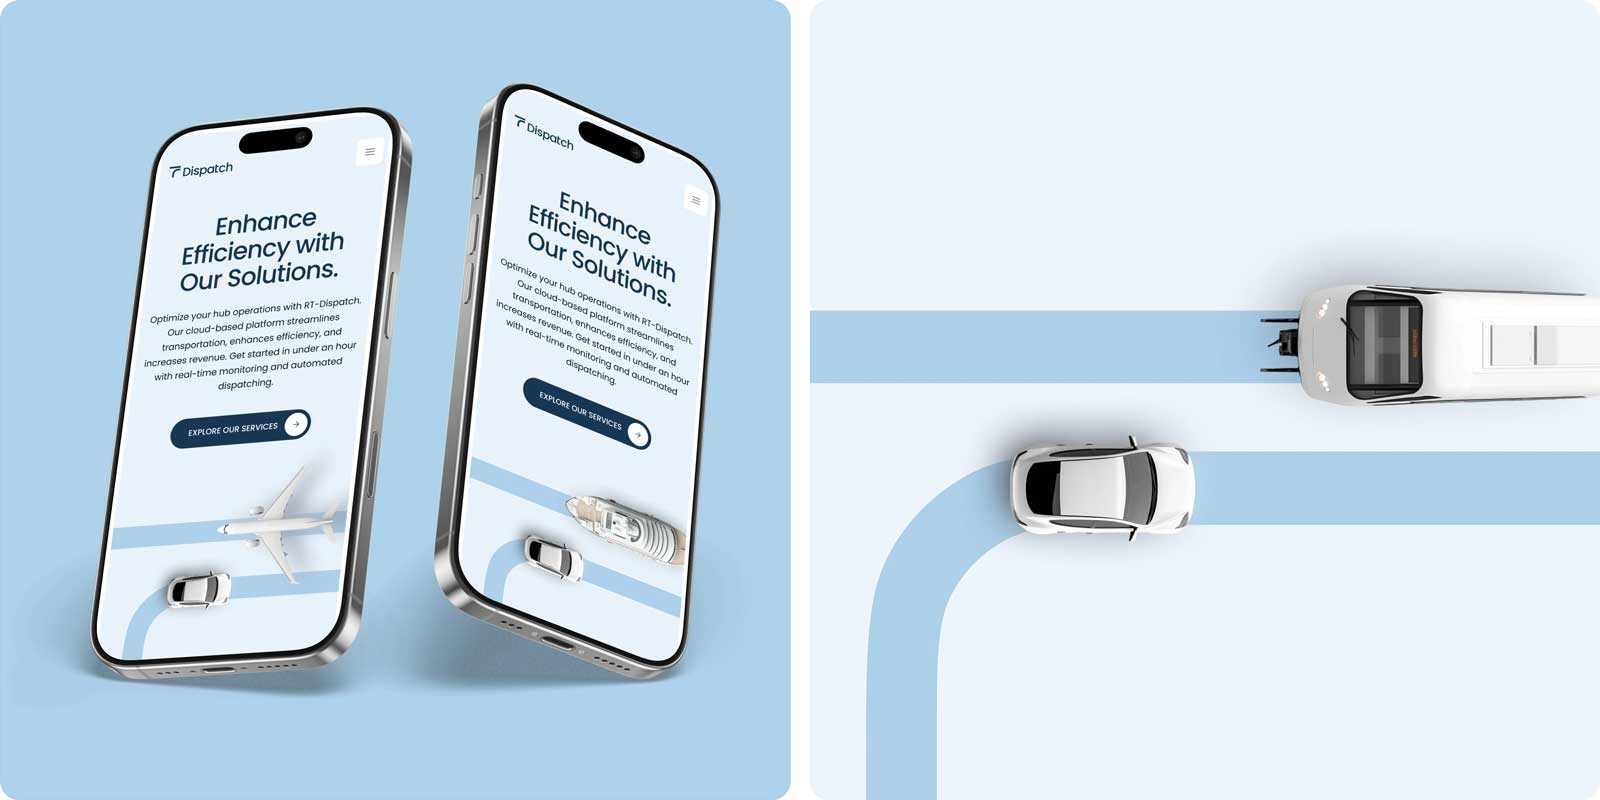 Dispatch
Enhance
Efficiency with
Our Solutions.
Optimize your hub operations with RT-Dispatch.
Our cloud-based platform streamlines
transportation, enhances efficiency, and
increases revenue. Get started in under an hour
with real-time monitoring and automated
dispatching.
EXPLORE OUR SERVICES
Dispatch
Enhance
Efficiency with
Our Solutions.
Optimize your hub operations with RT-Dispatch.
Our cloud-based platform streamlines
transportation, enhances efficiency, and
increases revenue. Get started in under an hour
with real-time monitoring and automated
dispatching.
EXPLORE OUR SERVICES